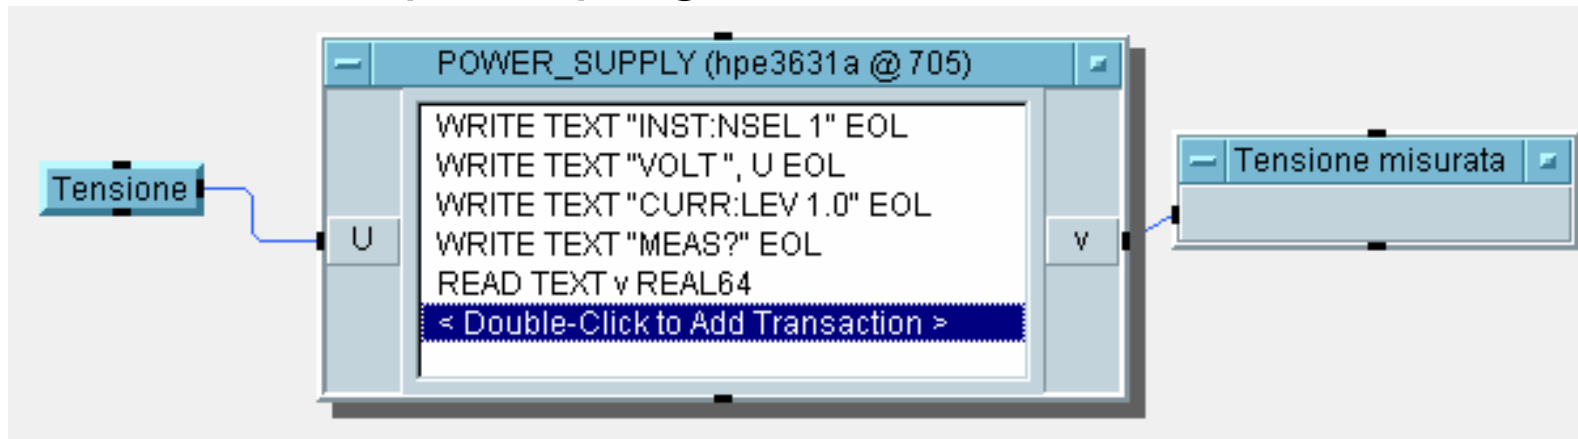 POWER_SUPPLY (hpe3631a @ 705)
WRITE TEXT "INST:NSEL 1" EOL
WRITE TEXT "VOLT ", U EOL
WRITE TEXT "CURR:LEV 1.0" EOL
WRITE TEXT "MEAS?" EOL
READ TEXT v REAL64
< Double-Click to Add Transaction >
Tensione
U
v
Tensione misurata